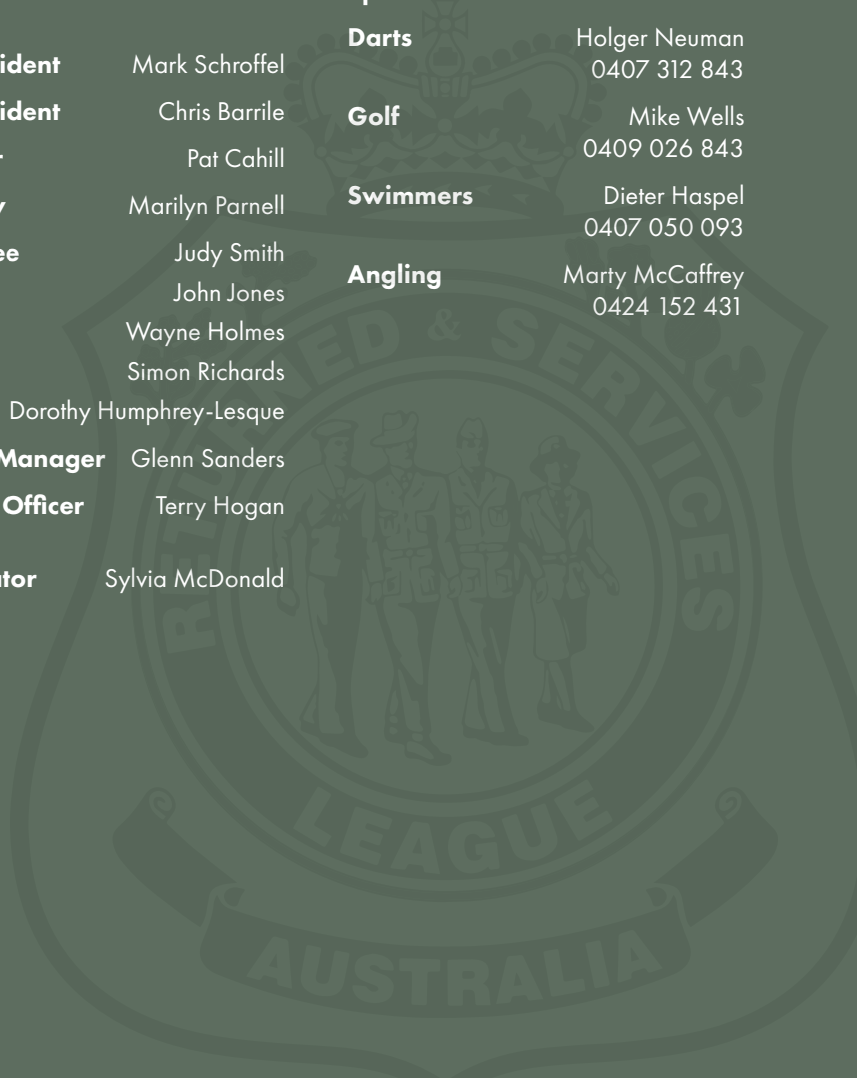 ident Mark Schroffel
ident Chris Barrile
Pat Cahill
Marilyn Parnell
ee Judy Smith
John Jones
Wayne Holmes
Simon Richards
Dorothy Humphrey-Lesque
Manager Glenn Sanders
Officer Terry Hogan
tor Sylvia McDonald
Darts Holger Neuman
0407 312 843
Golf Mike Wells
0409 026 843
Swimmers Dieter Haspel
0407 050 093
Angling Marty McCaffrey
0424 152 431
RETURNED & SERVICES
LEAGUE
AUSTRALIA